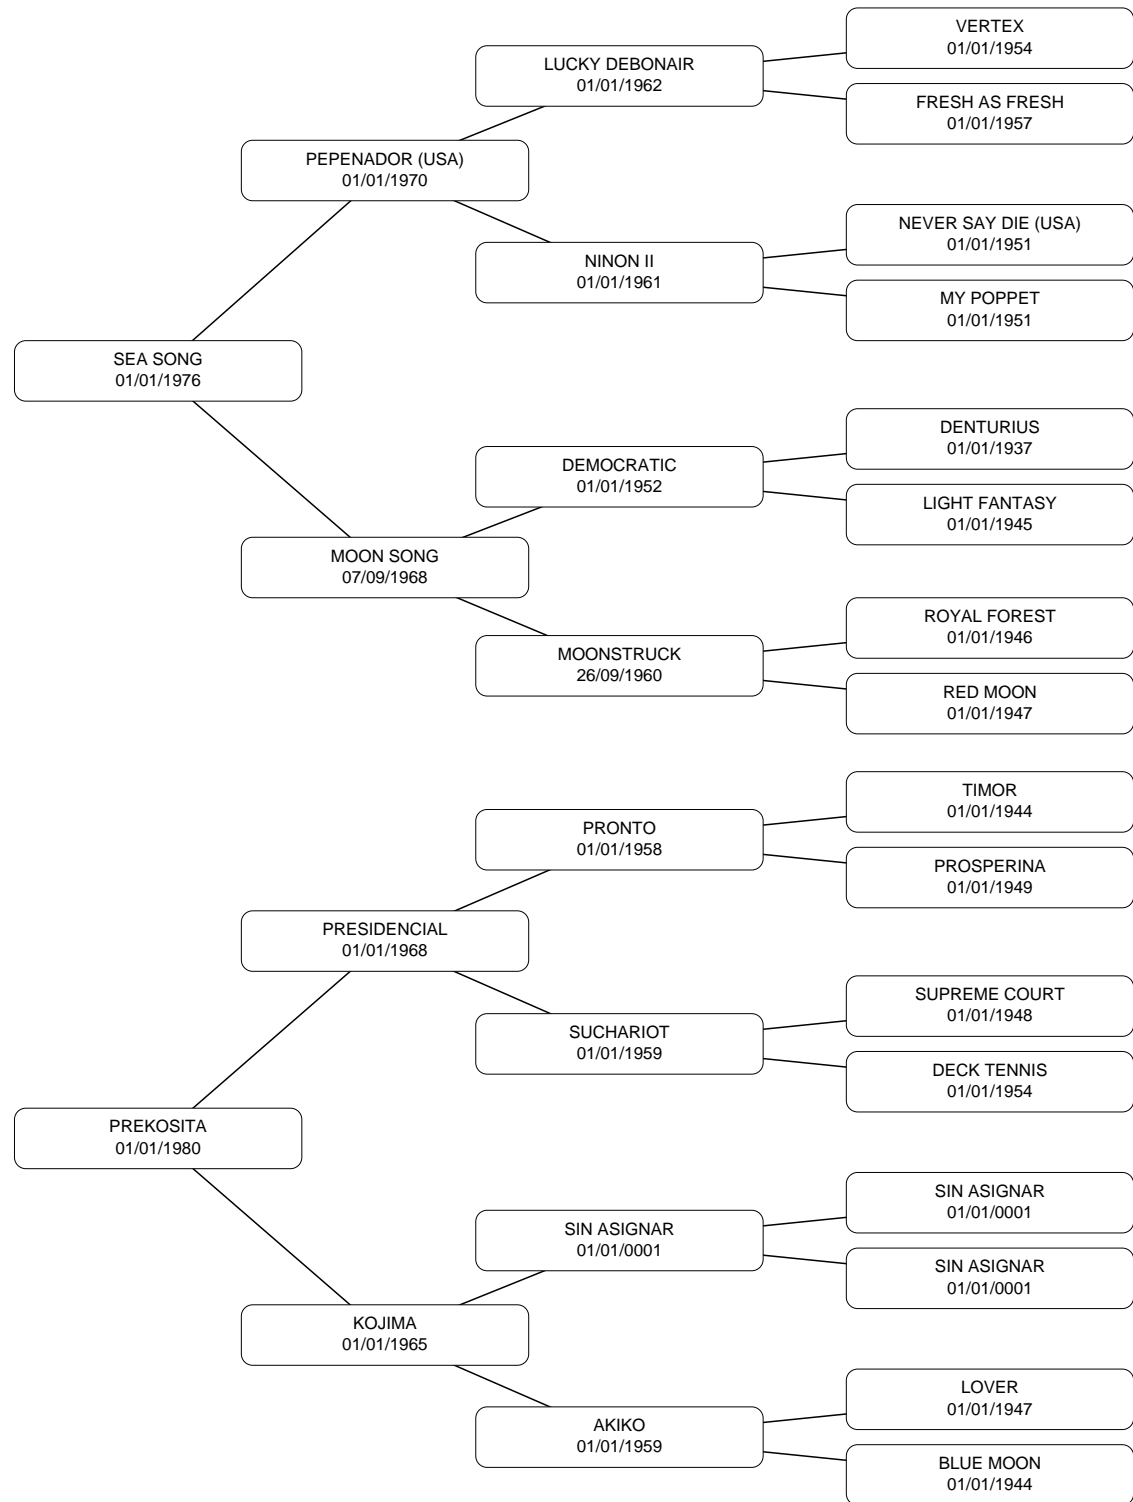 VERTEX
01/01/1954
LUCKY DEBONAIR
01/01/1962
FRESH AS FRESH
01/01/1957
PEPENADOR (USA)
01/01/1970
NEVER SAY DIE (USA)
01/01/1951
NINON II
01/01/1961
MY POPPET
01/01/1951
SEA SONG
01/01/1976
DENTURIUS
01/01/1937
DEMOCRATIC
01/01/1952
LIGHT FANTASY
01/01/1945
MOON SONG
07/09/1968
ROYAL FOREST
01/01/1946
MOONSTRUCK
26/09/1960
RED MOON
01/01/1947
TIMOR
01/01/1944
PRONTO
01/01/1958
PROSPERINA
01/01/1949
PRESIDENCIAL
01/01/1968
SUPREME COURT
01/01/1948
SUCHARIOT
01/01/1959
DECK TENNIS
01/01/1954
PREKOSITA
01/01/1980
SIN ASIGNAR
01/01/0001
SIN ASIGNAR
01/01/0001
SIN ASIGNAR
01/01/0001
KOJIMA
01/01/1965
LOVER
01/01/1947
AKIKO
01/01/1959
BLUE MOON
01/01/1944